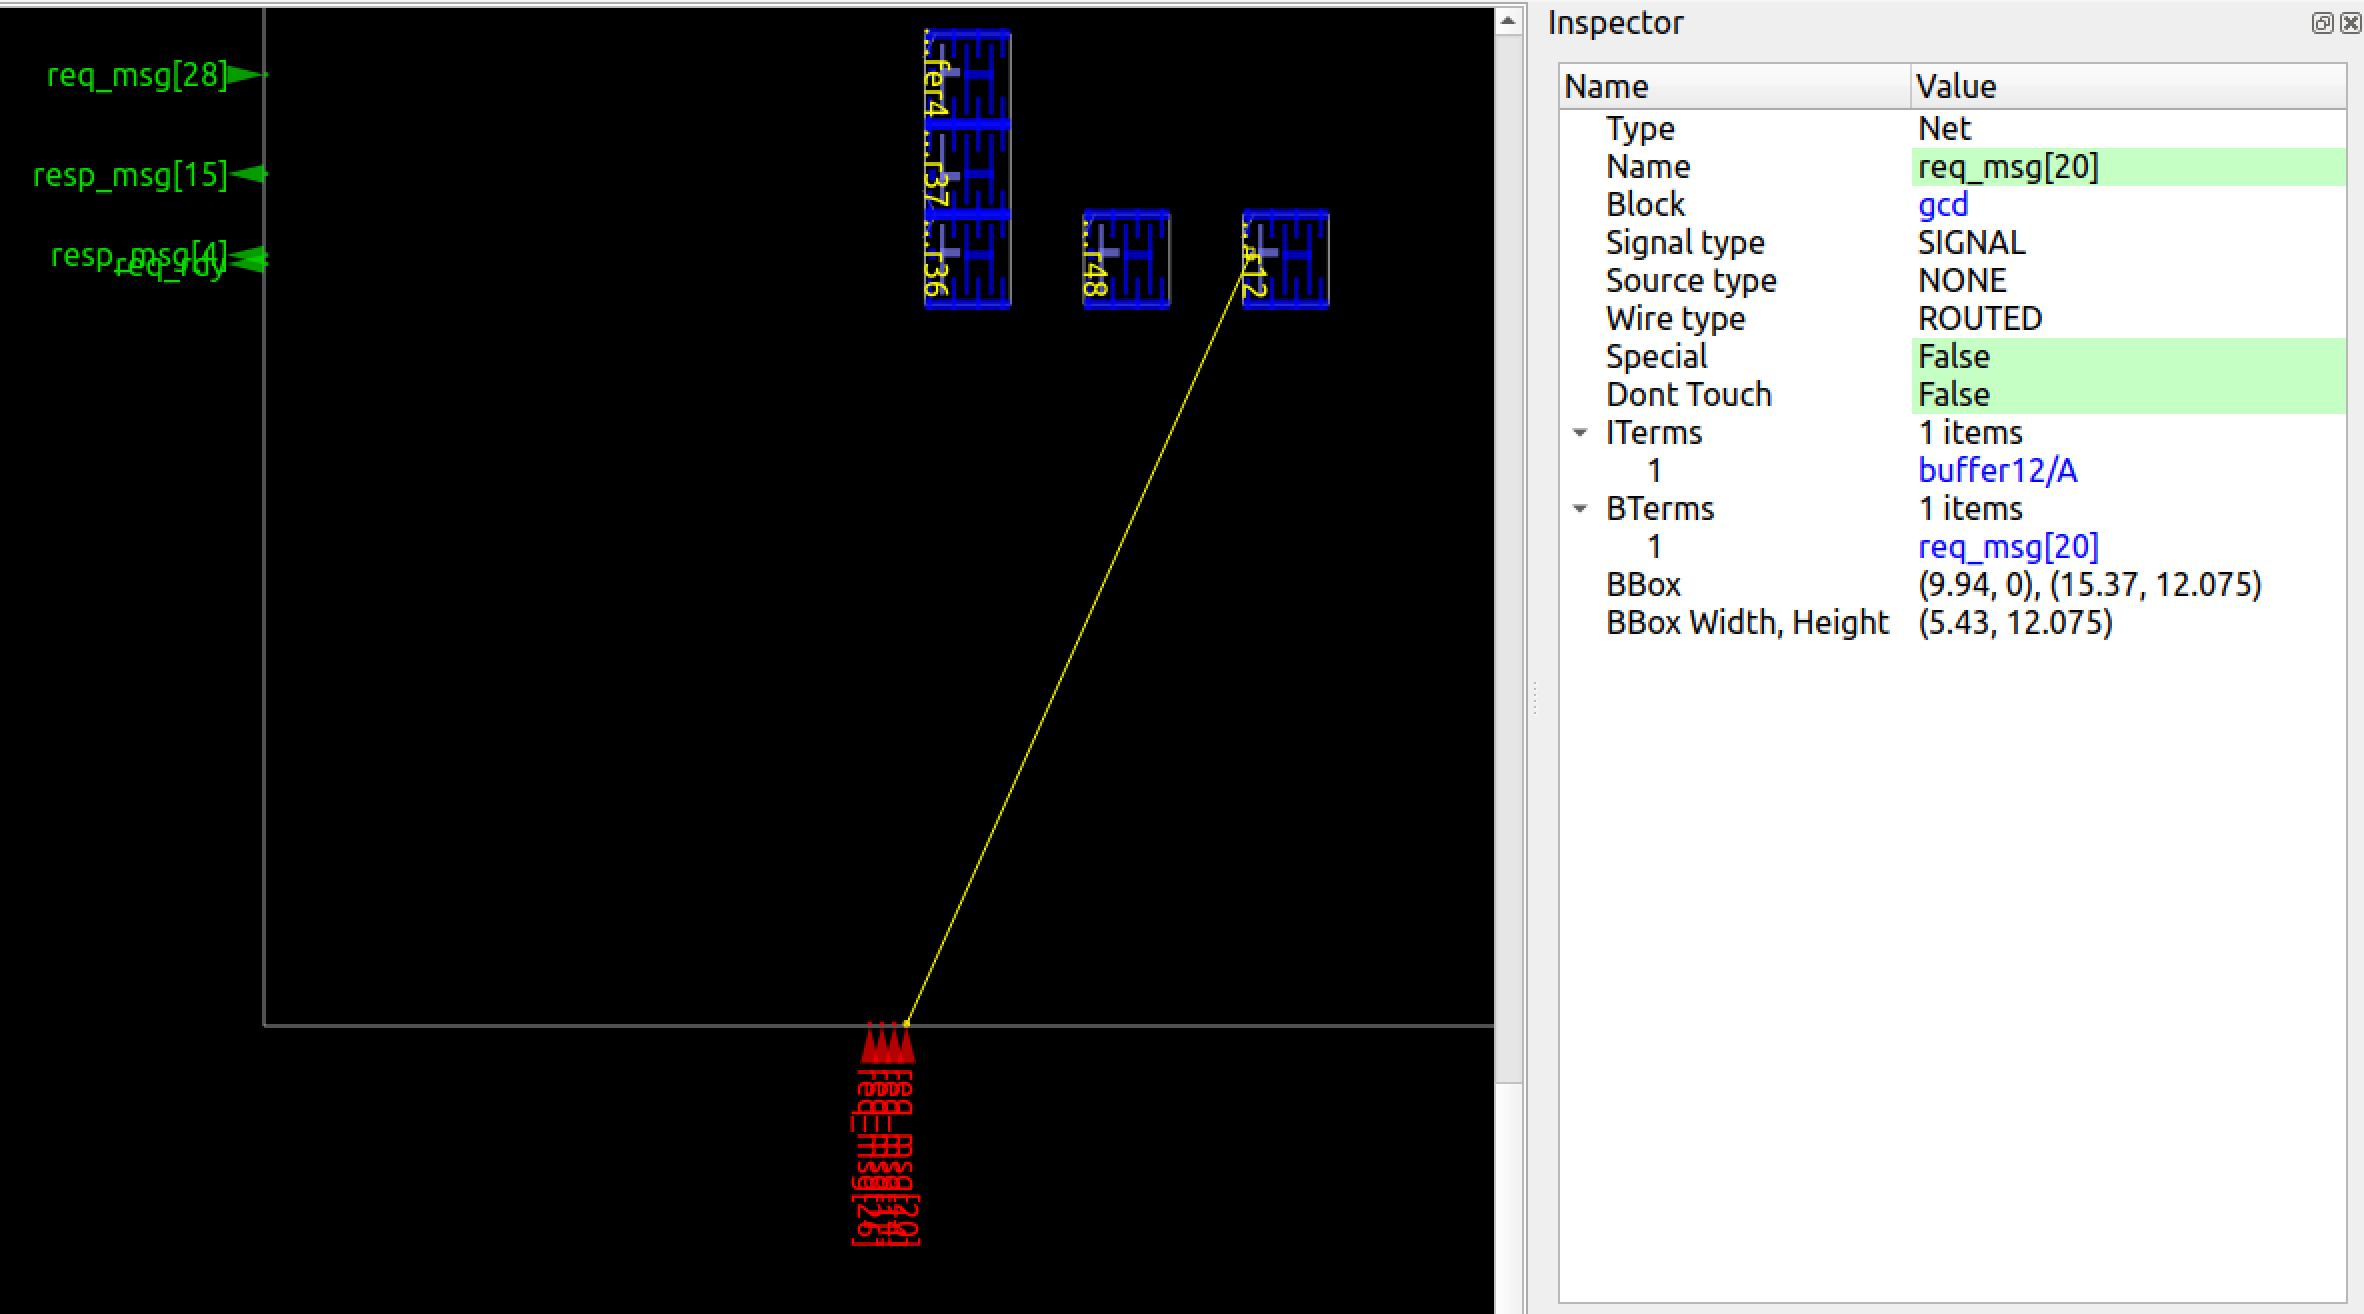 req_msg[28]
resp_msg[15]
resp_msg[4]
req_rdy
...fer4
...r37
...r36
...r48
...r12
req_msg[26]
req_msg[20]
Inspector
Name Value
Type Net
Name req_msg[20]
Block gcd
Signal type SIGNAL
Source type NONE
Wire type ROUTED
Special False
Dont Touch False
ITerms 1 items
1 buffer12/A
BTerms 1 items
1 req_msg[20]
BBox (9.94, 0), (15.37, 12.075)
BBox Width, Height (5.43, 12.075)